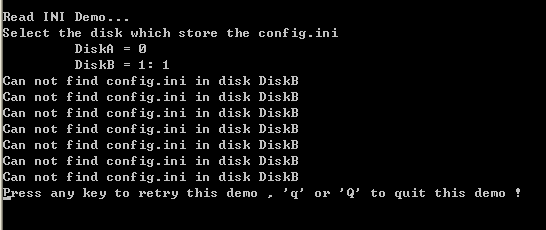 Read INI Demo...
Select the disk which store the config.ini
DiskA = 0
DiskB = 1: 1
Can not find config.ini in disk DiskB
Can not find config.ini in disk DiskB
Can not find config.ini in disk DiskB
Can not find config.ini in disk DiskB
Can not find config.ini in disk DiskB
Can not find config.ini in disk DiskB
Can not find config.ini in disk DiskB
Press any key to retry this demo , 'q' or 'Q' to quit this demo !